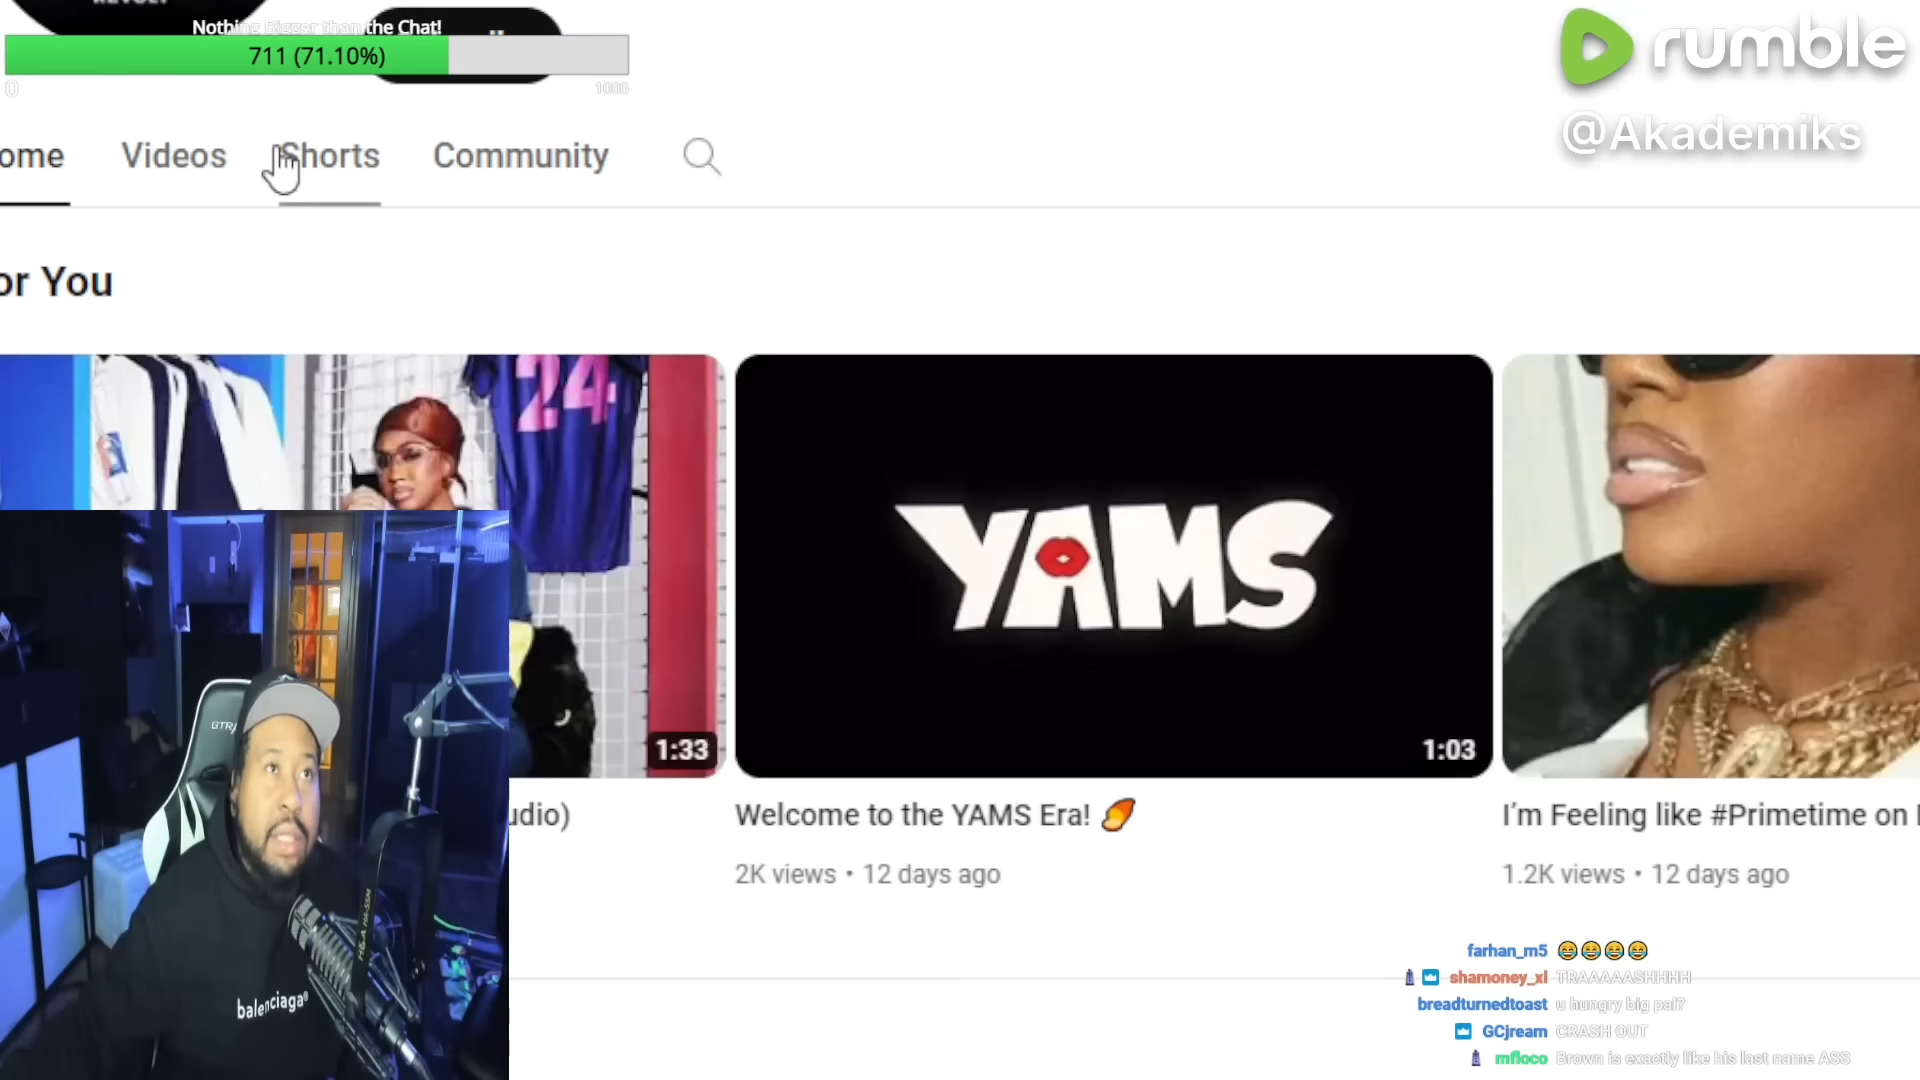 REVOLT
Nothing Bigger than the Chat!
711 (71.10%)
0
1000
rumble
@Akademiks
ome
Videos
Shorts
Community
or You
24
1:33
YAMS
1:03
udio)
Welcome to the YAMS Era!
2K views • 12 days ago
I'm Feeling like #Primetime on
1.2K views • 12 days ago
GTR
balenciaga
farhan_m5
shamoney_xl TRAAAAASHHHH
breadturnedtoast u hungry big pal?
GCjream CRASH OUT
mfloco Brown is exactly like his last name ASS